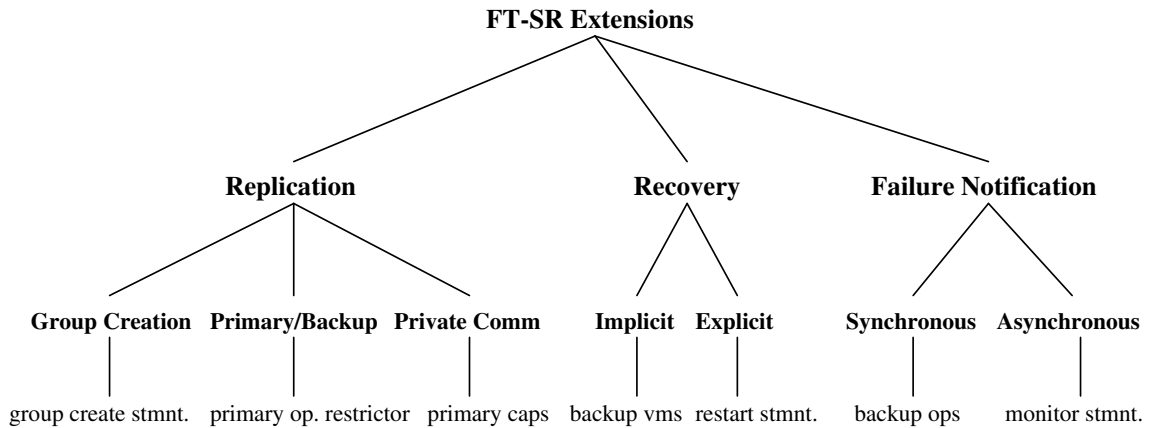 FT-SR Extensions
Replication Recovery Failure Notification
Group Creation Primary/Backup Private Comm Implicit Explicit Synchronous Asynchronous
group create stmnt. primary op. restrictor primary caps backup vms restart stmnt. backup ops monitor stmnt.